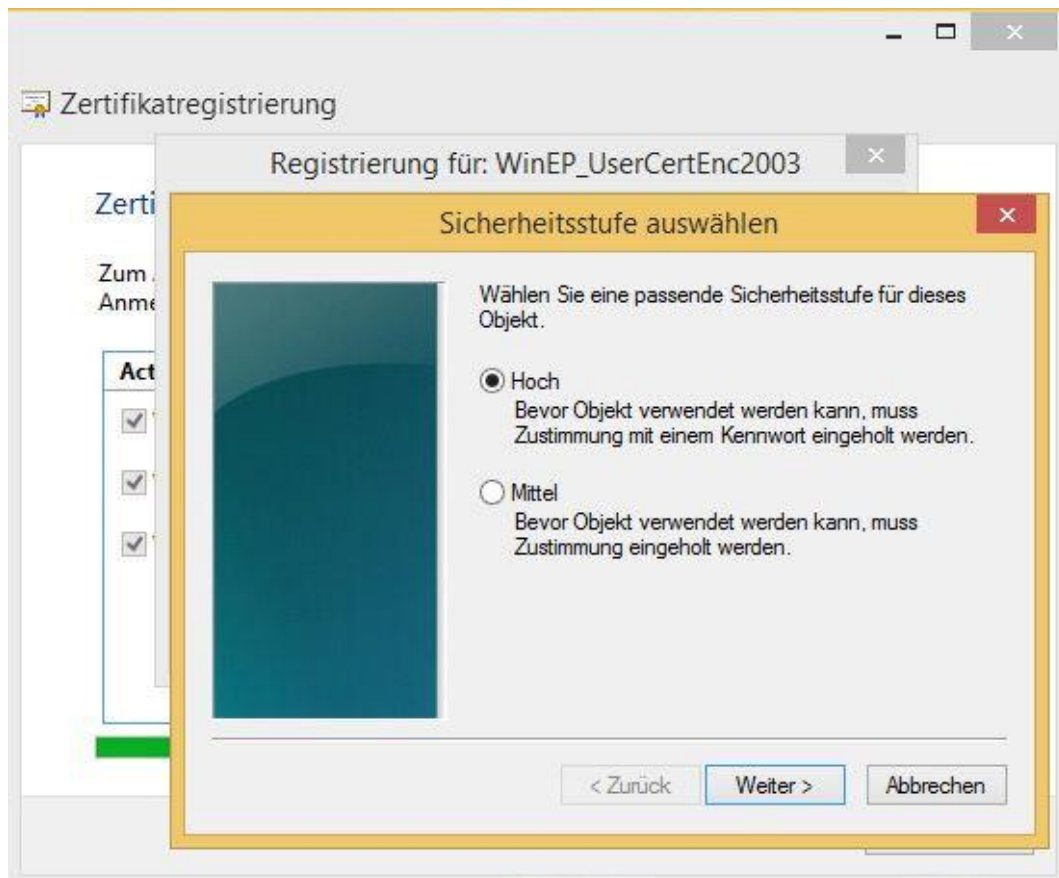 Zertifikatregistrierung
Registrierung für: WinEP_UserCertEnc2003
Zerti
Sicherheitsstufe auswählen
Zum
Anme
Wählen Sie eine passende Sicherheitsstufe für dieses
Objekt.
Act
Hoch
Bevor Objekt verwendet werden kann, muss
Zustimmung mit einem Kennwort eingeholt werden.
Mittel
Bevor Objekt verwendet werden kann, muss
Zustimmung eingeholt werden.
< Zurück
Weiter >
Abbrechen